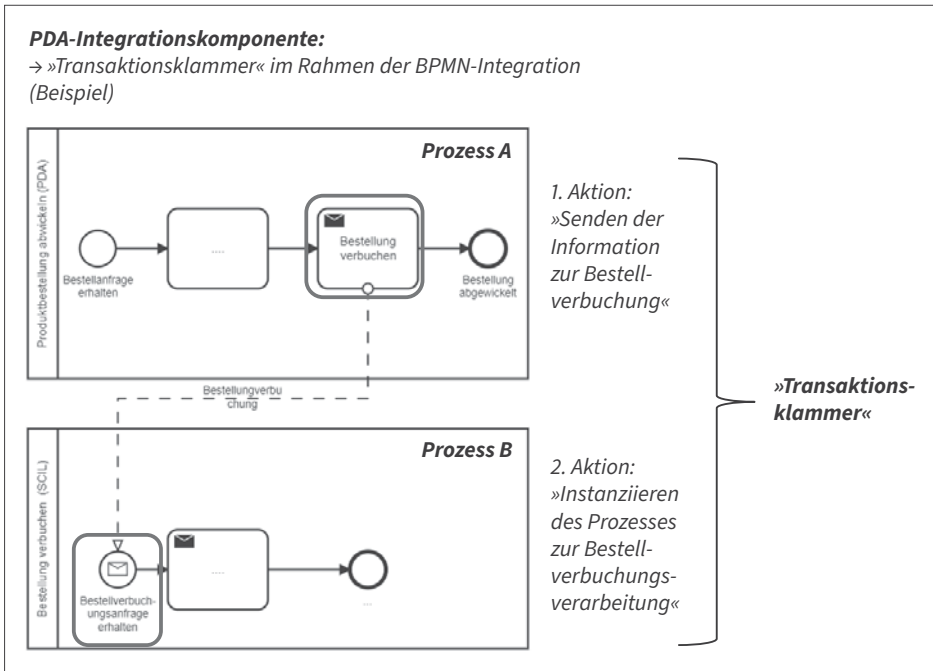 PDA-Integrationskomponente:
→ »Transaktionsklammer« im Rahmen der BPMN-Integration
(Beispiel)
Produktbestellung abwickeln (PDA)
Prozess A
Bestellanfrage
erhalten
....
Bestellung
verbuchen
Bestellung
abgewickelt
1. Aktion:
»Senden der
Information
zur Bestell-
verbuchung«
Bestellungverbu
chung
»Transaktions-
klammer«
Bestellung verbuchen (SCIL)
Prozess B
Bestellverbuch-
ungsanfrage
erhalten
....
...
2. Aktion:
»Instanziieren
des Prozesses
zur Bestell-
verbuchungs-
verarbeitung«